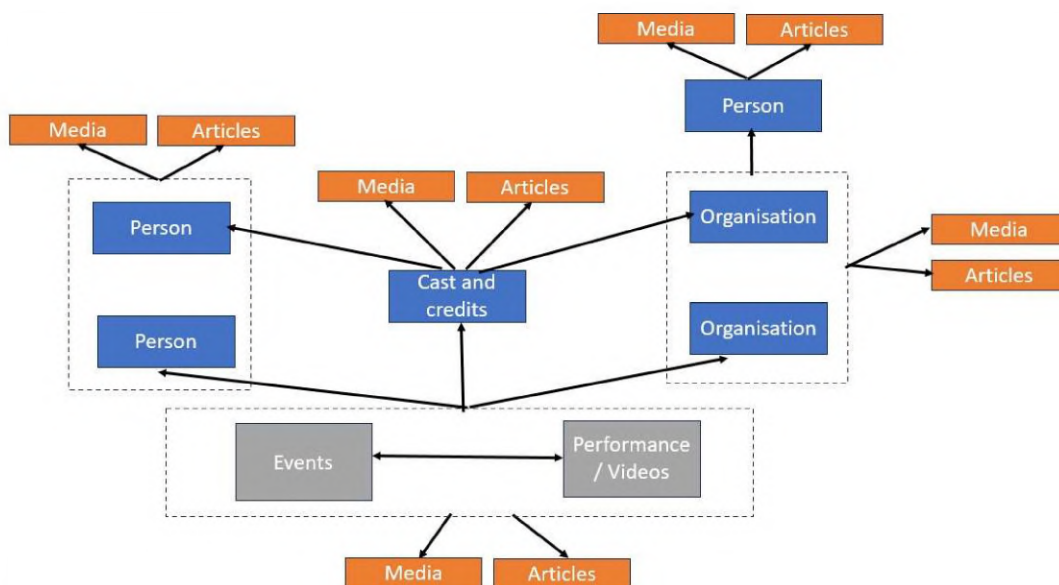 Media
Articles
Person
Media
Articles
Media
Articles
Person
Organisation
Media
Articles
Cast and
credits
Person
Organisation
Events
Performance
/ Videos
Media
Articles